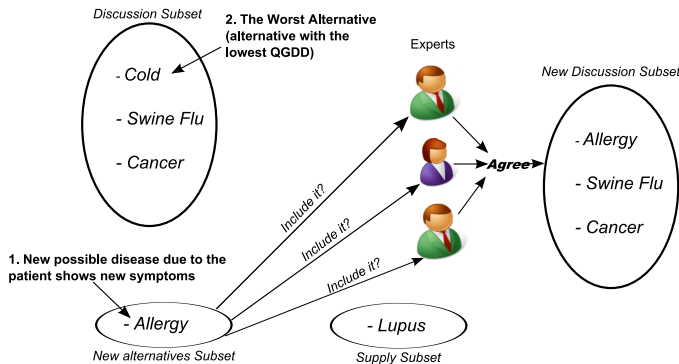 Discussion Subset
2. The Worst Alternative
(alternative with the
lowest QGDD)
- Cold
- Swine Flu
- Cancer
Experts
New Discussion Subset
- Allergy
- Swine Flu
- Cancer
Agree
Include it?
Include it?
Include it?
1. New possible disease due to the
patient shows new symptoms
- Allergy
New alternatives Subset
- Lupus
Supply Subset